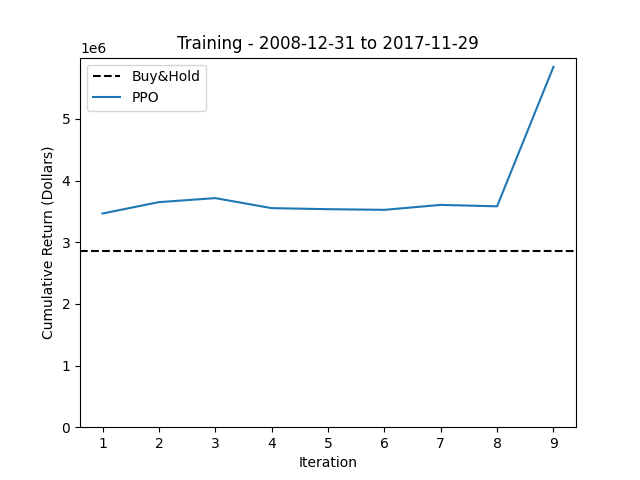 Training - 2008-12-31 to 2017-11-29
1e6
Buy&Hold
PPO
Cumulative Return (Dollars)
5
4
3
2
1
0
1 2 3 4 5 6 7 8 9
Iteration